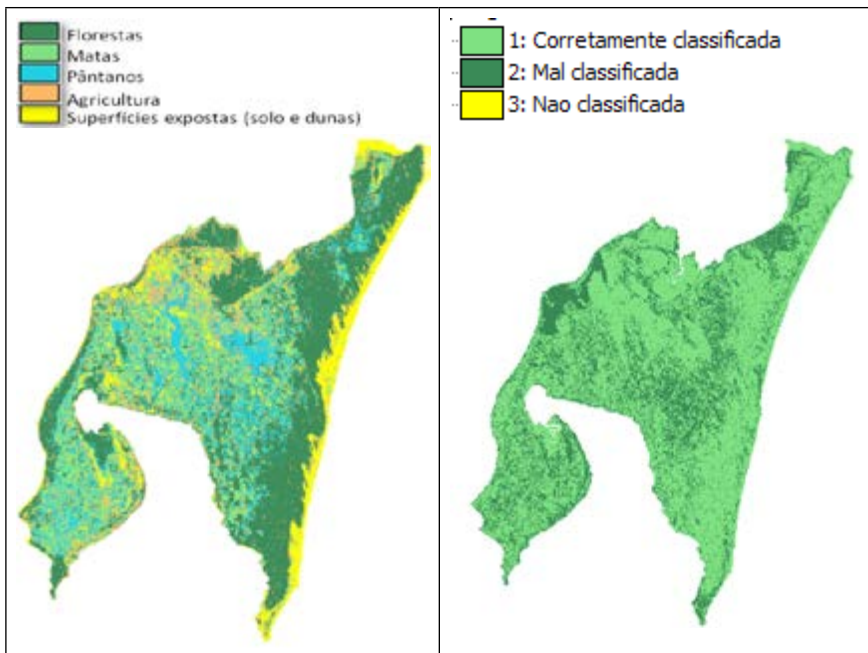 Florestas
Matas
Pântanos
Agricultura
Superfícies expostas (solo e dunas)
1: Corretamente classificada
2: Mal classificada
3: Nao classificada